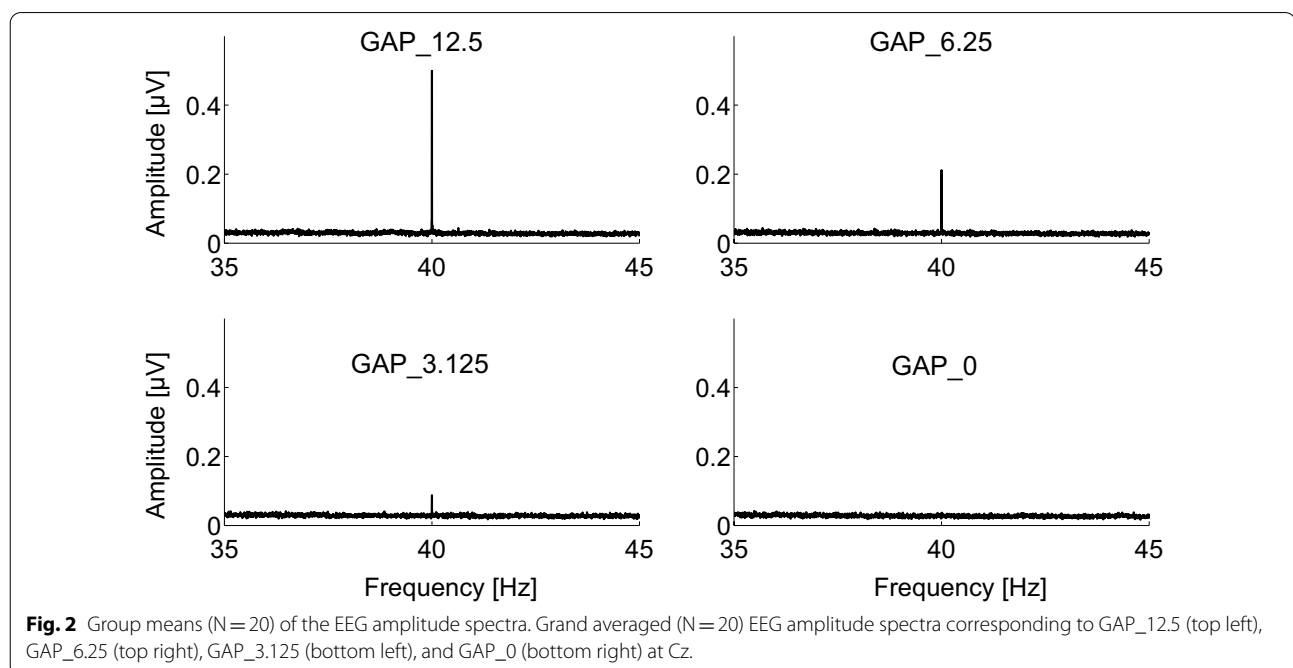 GAP_12.5
Amplitude [µV]
0.4
0.2
0
35
40
45
GAP_6.25
0.4
0.2
0
35
40
45
GAP_3.125
Amplitude [µV]
0.4
0.2
0
35
40
45
Frequency [Hz]
GAP_0
0.4
0.2
0
35
40
45
Frequency [Hz]
Fig. 2 Group means (N = 20) of the EEG amplitude spectra. Grand averaged (N = 20) EEG amplitude spectra corresponding to GAP_12.5 (top left),
GAP_6.25 (top right), GAP_3.125 (bottom left), and GAP_0 (bottom right) at Cz.